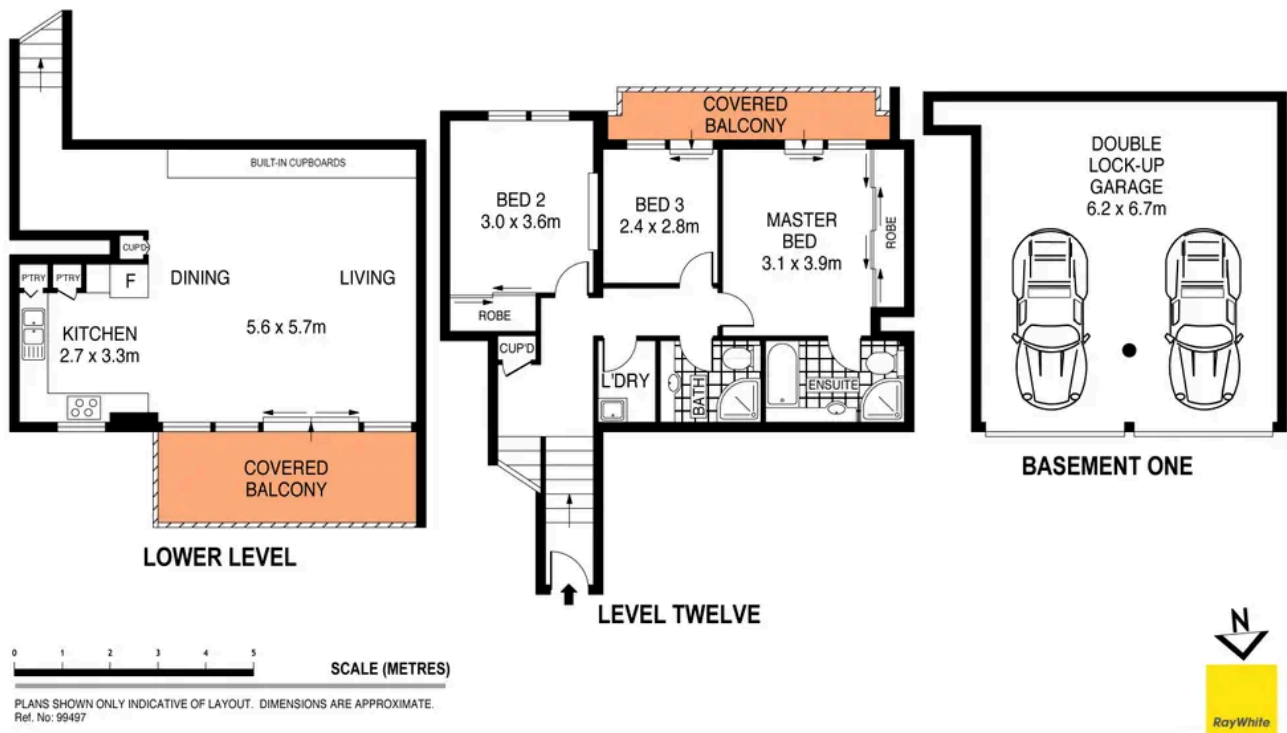 BUILT-IN CUPBOARDS
CUP'D
P'TRY
P'TRY
F
DINING
LIVING
5.6 x 5.7m
KITCHEN
2.7 x 3.3m
COVERED
BALCONY
LOWER LEVEL
COVERED
BALCONY
BED 2
3.0 x 3.6m
BED 3
2.4 x 2.8m
MASTER
BED
3.1 x 3.9m
ROBE
ROBE
CUP'D
L'DRY
BATH
ENSUITE
LEVEL TWELVE
DOUBLE
LOCK-UP
GARAGE
6.2 x 6.7m
BASEMENT ONE
0 1 2 3 4 5
SCALE (METRES)
PLANS SHOWN ONLY INDICATIVE OF LAYOUT. DIMENSIONS ARE APPROXIMATE.
Ref. No: 99497
N
RayWhite